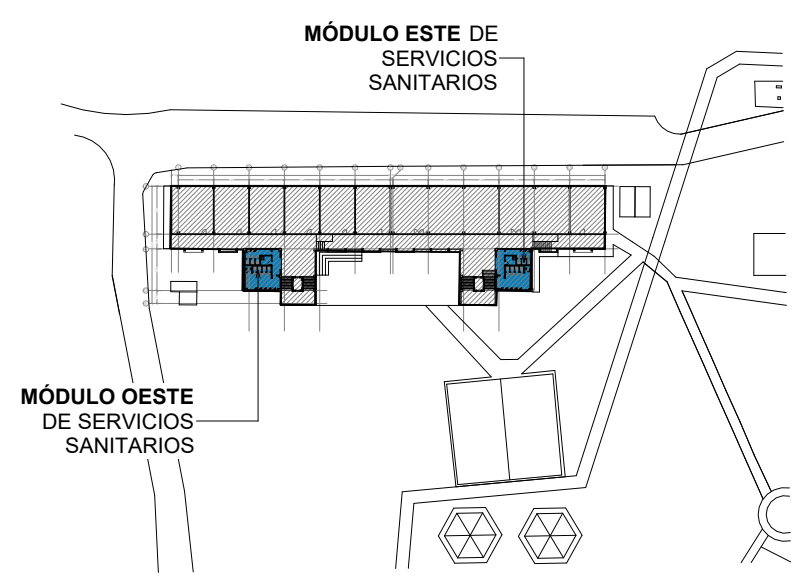 MÓDULO ESTE DE
SERVICIOS
SANITARIOS
MÓDULO OESTE
DE SERVICIOS
SANITARIOS